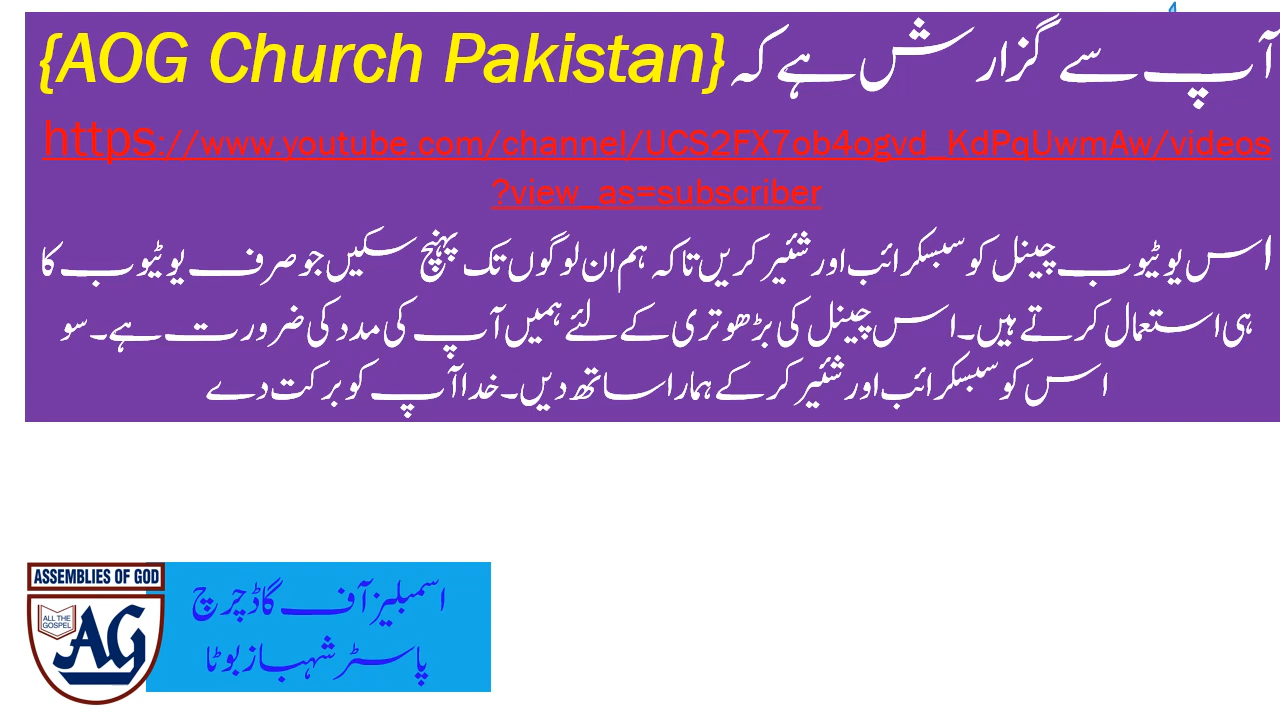 آپ سے گزارش ہے کہ {AOG Church Pakistan}
https://www.youtube.com/channel/UCS2FX7ob4ogvd_KdPqUwmAw/videos
?view_as=subscriber
اس یوٹیوب چینل کو سبسکرائب اور شئیر کریں تاکہ ہم ان لوگوں تک پہنچ سکیں جو صرف یوٹیوب کا
ہی استعمال کرتے ہیں۔ اس چینل کی بڑھوتری کے لئے ہمیں آپ کی مدد کی ضرورت ہے۔ سو
اس کو سبسکرائب اور شئیر کر کے ہمارا ساتھ دیں۔ خدا آپ کو برکت دے
ASSEMBLIES OF GOD
ALL THE
GOSPEL
AG
اسمبلیز آف گاڈ چرچ
پاسٹر شہباز بوٹا